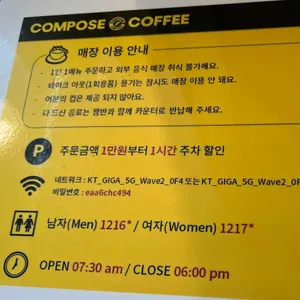 COMPOSE COFFEE
매장 이용 안내
• 1인 1메뉴 주문하고 외부 음식 매장 취식 불가해요.
• 테이크 아웃(1회용품) 용기는 잠시도 매장 이용 안 돼요.
• 여분의 컵은 제공 되지 않아요.
• 다 드신 음료는 쟁반과 함께 카운터로 반납해 주세요.
P 주문금액 1만원부터 1시간 주차 할인
네트워크 : KT_GIGA_5G_Wave2_0F4 또는 KT_GIGA_5G_Wave2_0F
비밀번호 : eaa6chc494
남자(Men) 1216* / 여자(Women) 1217*
OPEN 07:30 am / CLOSE 06:00 pm